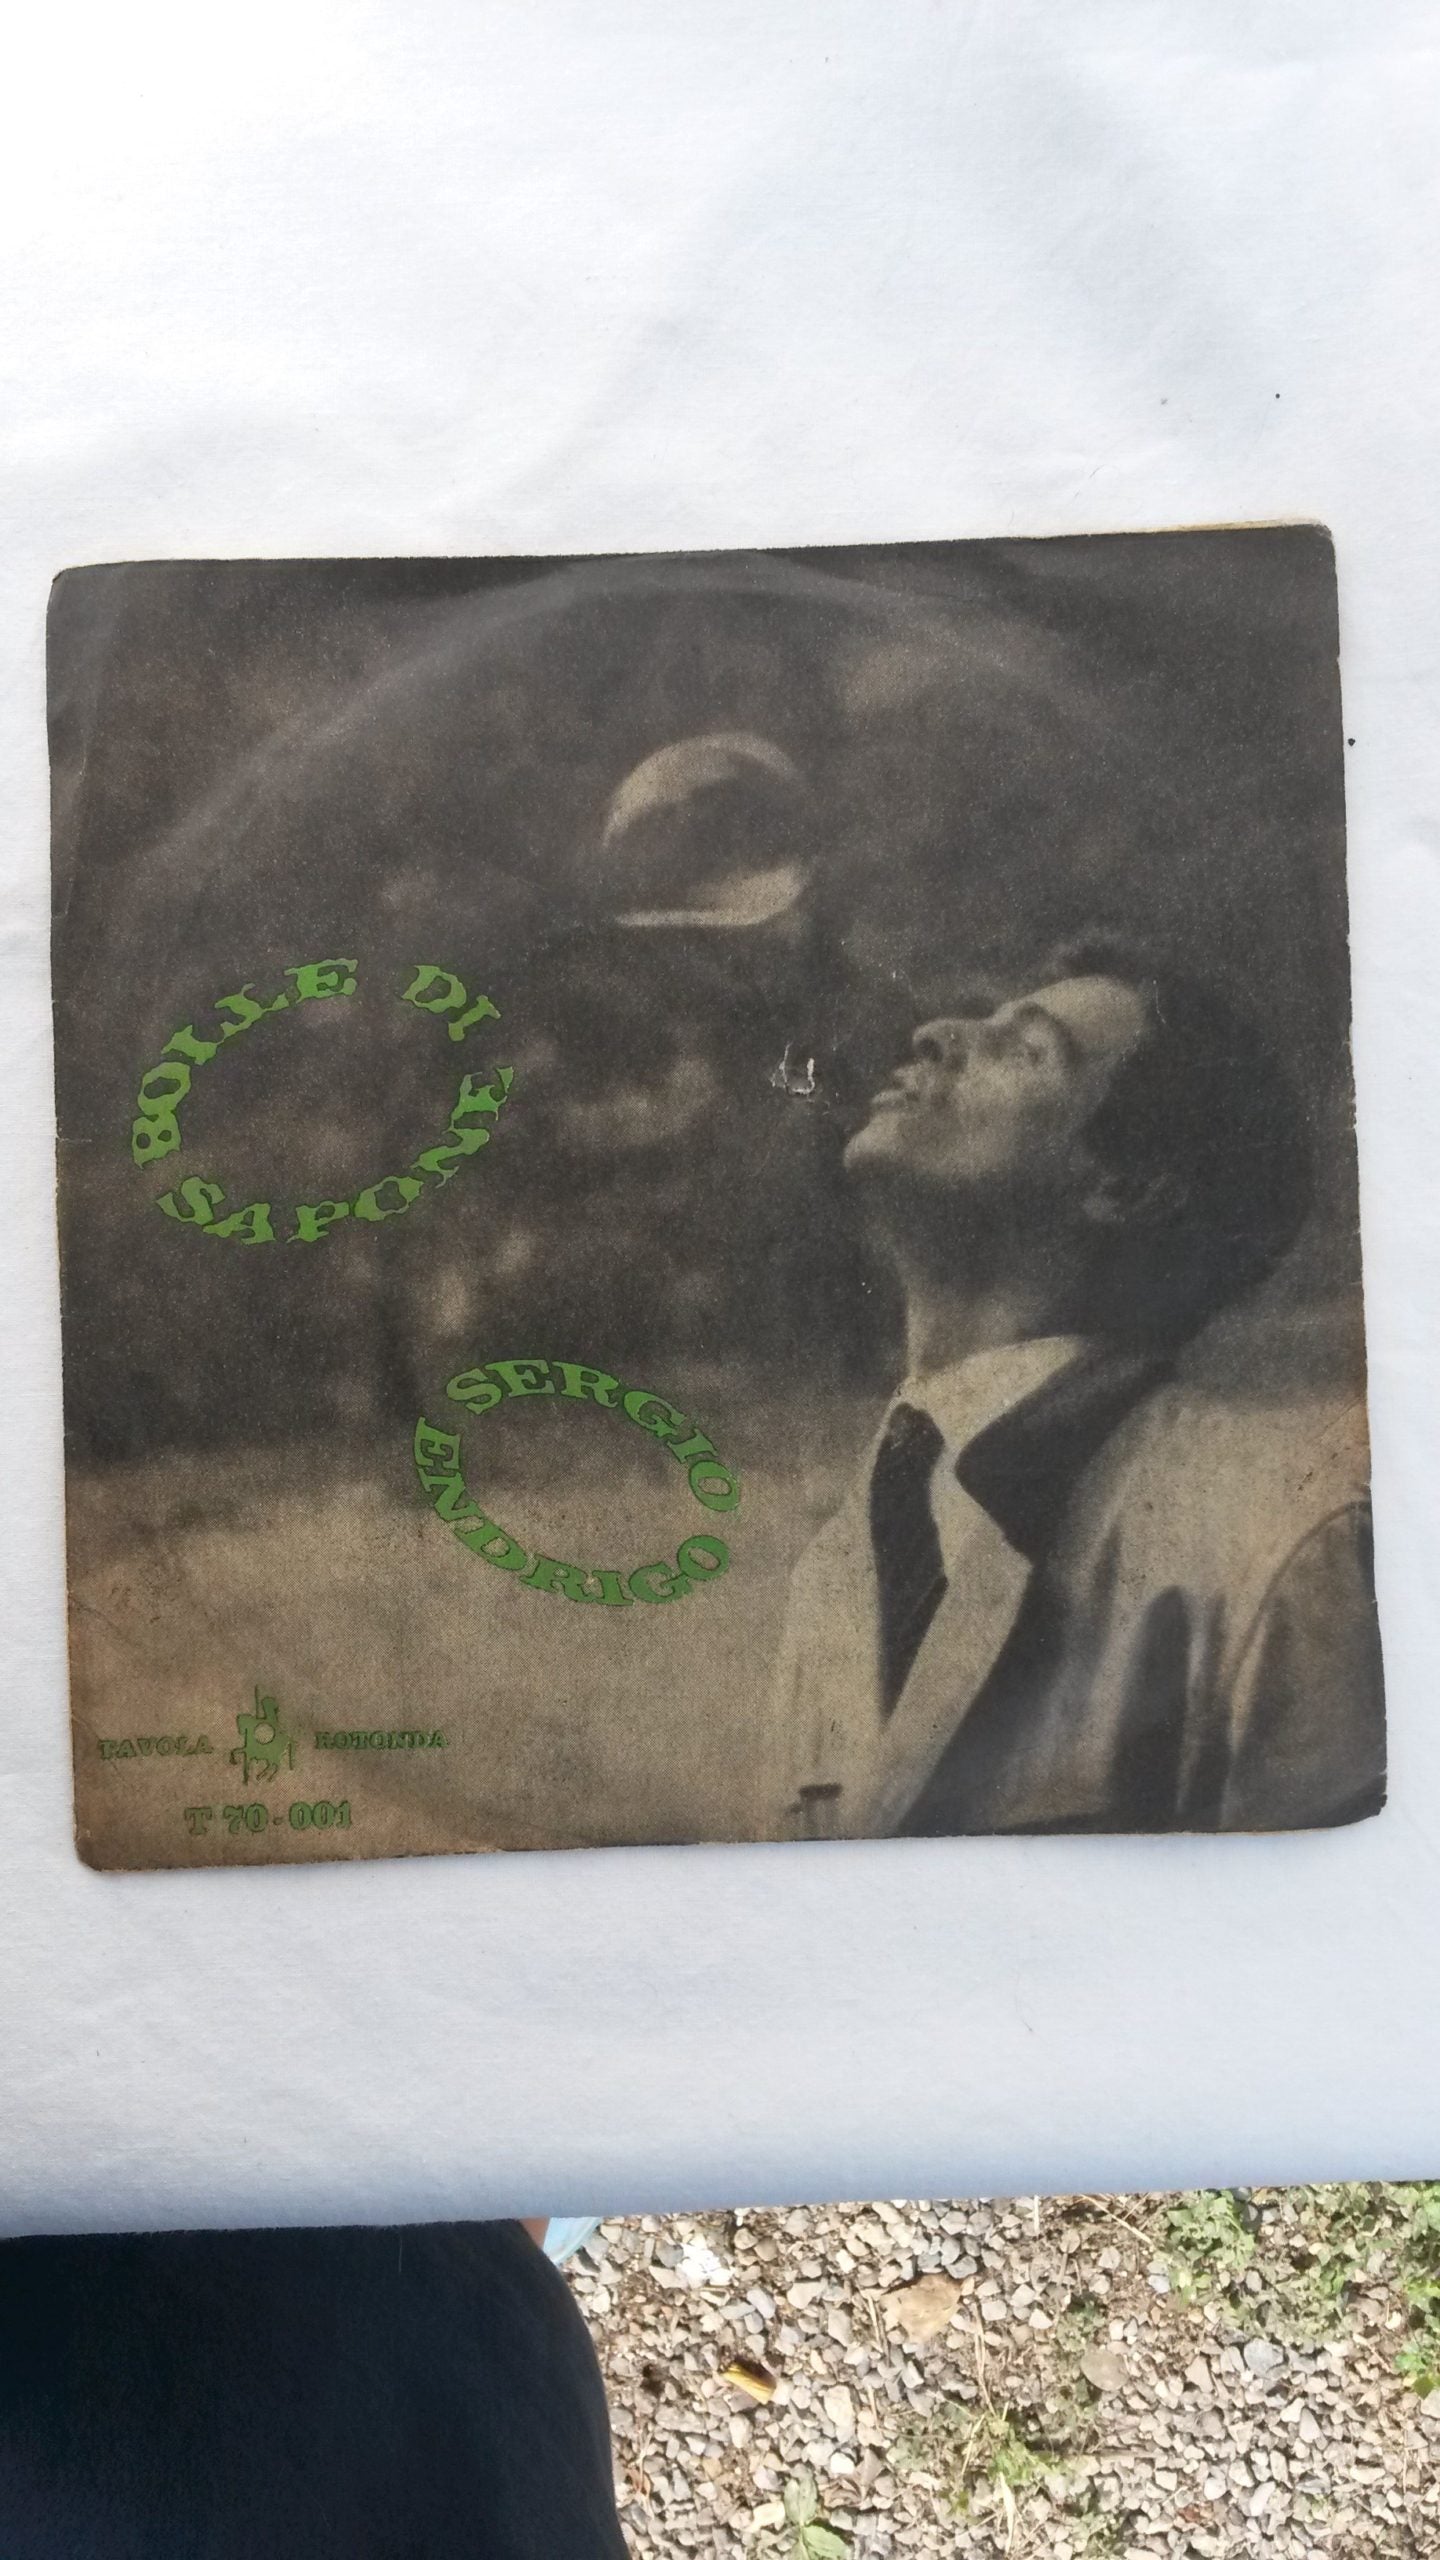 BOLLE DI
SAPONE
SERGIO
ENDRIGO
TAVOLA ROTONDA
T 70-001